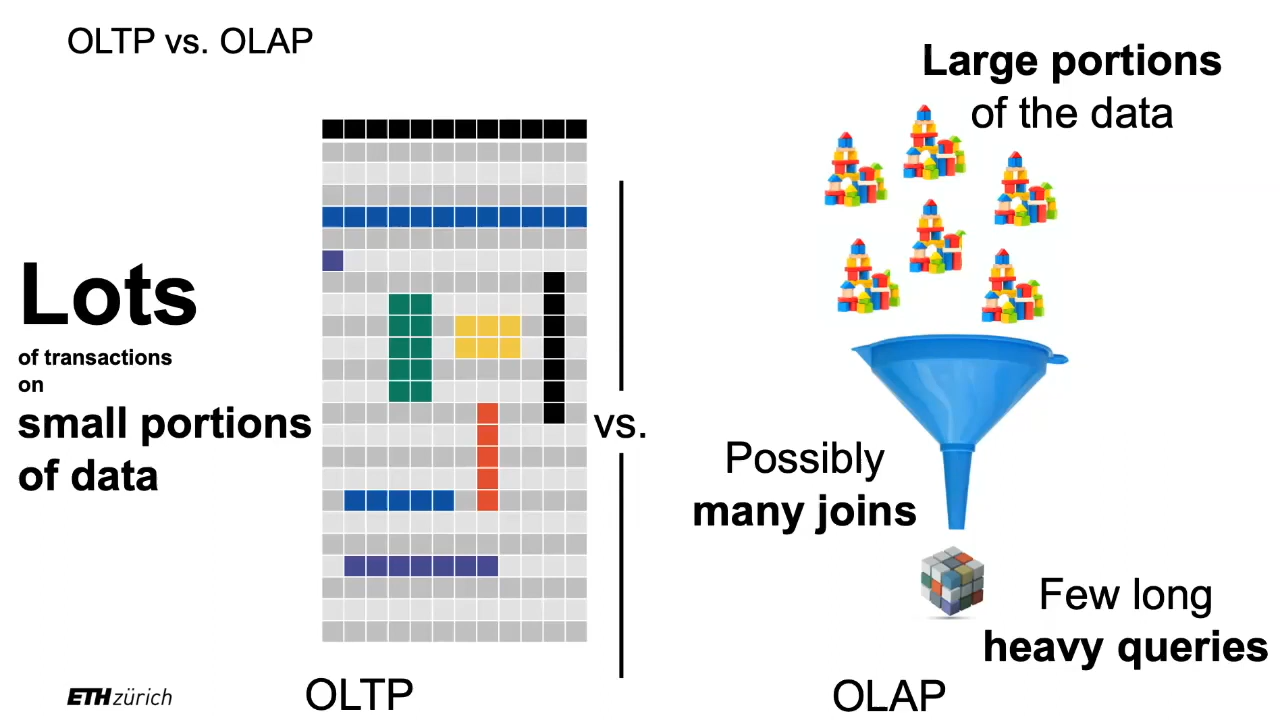 OLTP vs. OLAP
Large portions
of the data
Lots
of transactions
on
small portions
of data
vs.
Possibly
many joins
Few long
heavy queries
ETH zürich
OLTP
OLAP